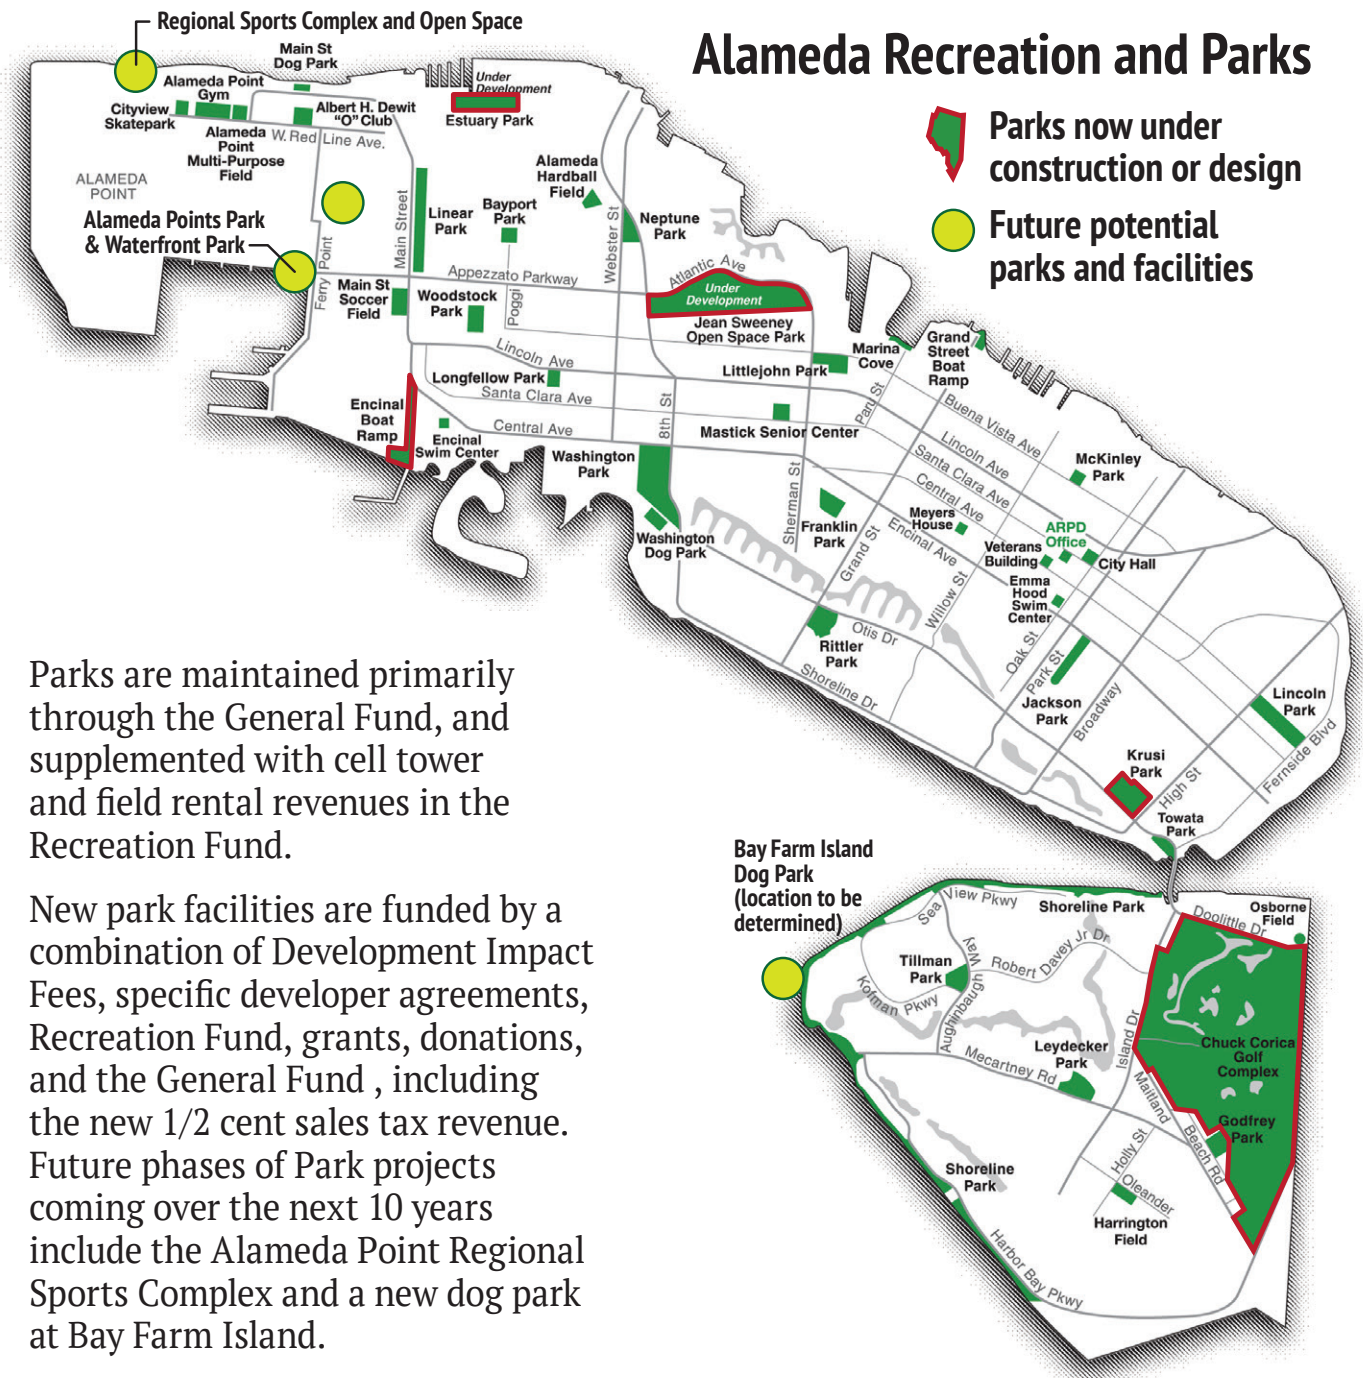 Regional Sports Complex and Open Space
Alameda Recreation and Parks
Parks now under
construction or design
Future potential
parks and facilities
Main St
Dog Park
Alameda Point
Gym
Cityview
Skatepark
Albert H. Dewit
“O” Club
Alameda
Point
Multi-Purpose
Field
W. Red Line Ave.
Under
Development
Estuary Park
ALAMEDA
POINT
Alameda Points Park
& Waterfront Park
Ferry Point
Main Street
Linear
Park
Bayport
Park
Alameda
Hardball
Field
Webster St
Neptune
Park
Atlantic Ave
Appezzato Parkway
Under
Development
Jean Sweeney
Open Space Park
Main St
Soccer
Field
Woodstock
Park
Poggi
Lincoln Ave
Longfellow Park
Santa Clara Ave
Central Ave
8th St
Encinal
Boat
Ramp
Encinal
Swim Center
Washington
Park
Washington
Dog Park
Littlejohn Park
Marina
Cove
Grand
Street
Boat
Ramp
Paru St
Mastick Senior Center
Sherman St
Buena Vista Ave
Lincoln Ave
Santa Clara Ave
Central Ave
Encinal Ave
McKinley
Park
Franklin
Park
Grand St
Meyers
House
Willow St
Veterans
Building
ARPD
Office
City Hall
Emma
Hood
Swim
Center
Oak St
Park St
Jackson
Park
Broadway
Rittler
Park
Otis Dr
Shoreline Dr
Lincoln
Park
Fernside Blvd
Krusi
Park
High St
Towata
Park
Parks are maintained primarily
through the General Fund, and
supplemented with cell tower
and field rental revenues in the
Recreation Fund.
New park facilities are funded by a
combination of Development Impact
Fees, specific developer agreements,
Recreation Fund, grants, donations,
and the General Fund , including
the new 1/2 cent sales tax revenue.
Future phases of Park projects
coming over the next 10 years
include the Alameda Point Regional
Sports Complex and a new dog park
at Bay Farm Island.
Bay Farm Island
Dog Park
(location to be
determined)
Sea View Pkwy
Shoreline Park
Doolittle Dr
Osborne
Field
Tillman
Park
Kofman Pkwy
Aughinbaugh Way
Robert Davey Jr Dr
Mecartney Rd
Leydecker
Park
Island Dr
Chuck Corica
Golf
Complex
Godfrey
Park
Maitland
Beach Rd
Holly St
Oleander
Harrington
Field
Shoreline
Park
Harbor Bay Pkwy